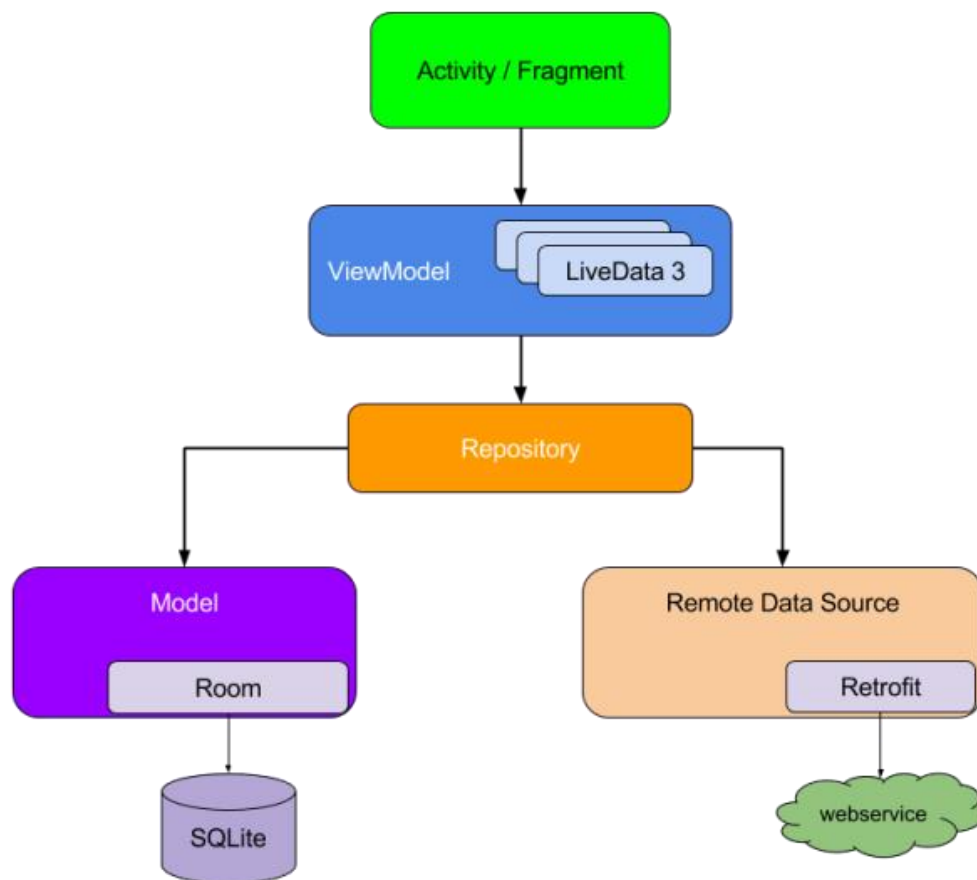 Activity / Fragment
ViewModel
LiveData 3
Repository
Model
Remote Data Source
Room
Retrofit
SQLite
webservice